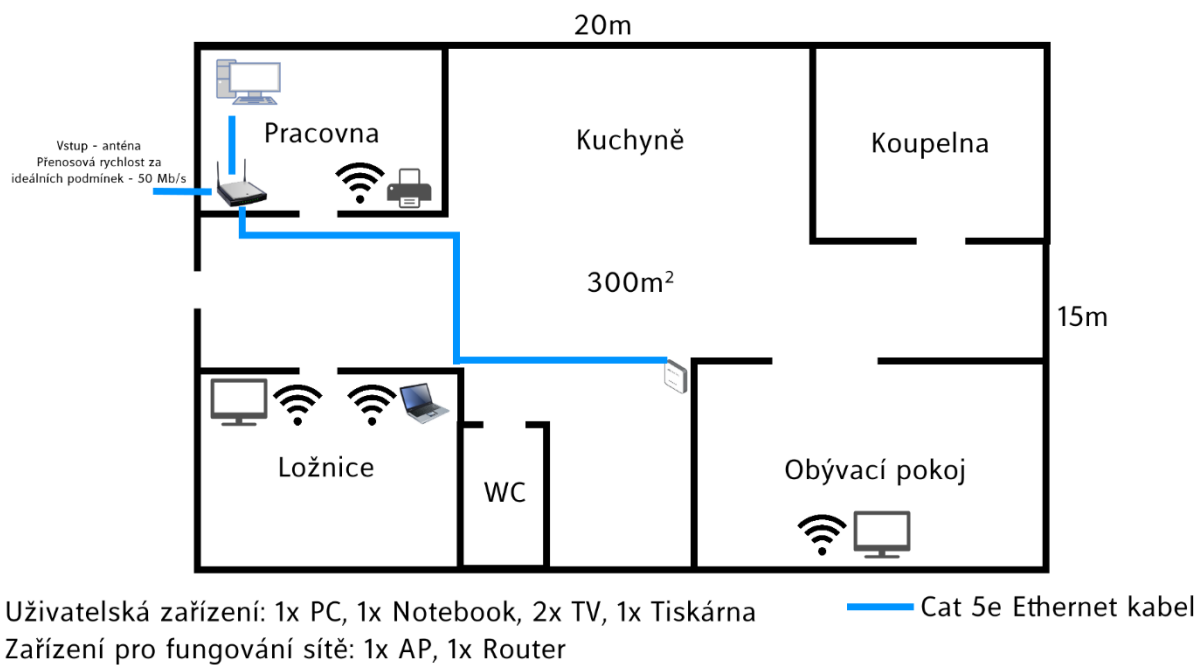 20m
Pracovna
Kuchyně
Koupelna
Vstup - anténa
Přenosová rychlost za
ideálních podmínek - 50 Mb/s
300m²
15m
Ložnice
WC
Obývací pokoj
Uživatelská zařízení: 1x PC, 1x Notebook, 2x TV, 1x Tiskárna
Cat 5e Ethernet kabel
Zařízení pro fungování sítě: 1x AP, 1x Router